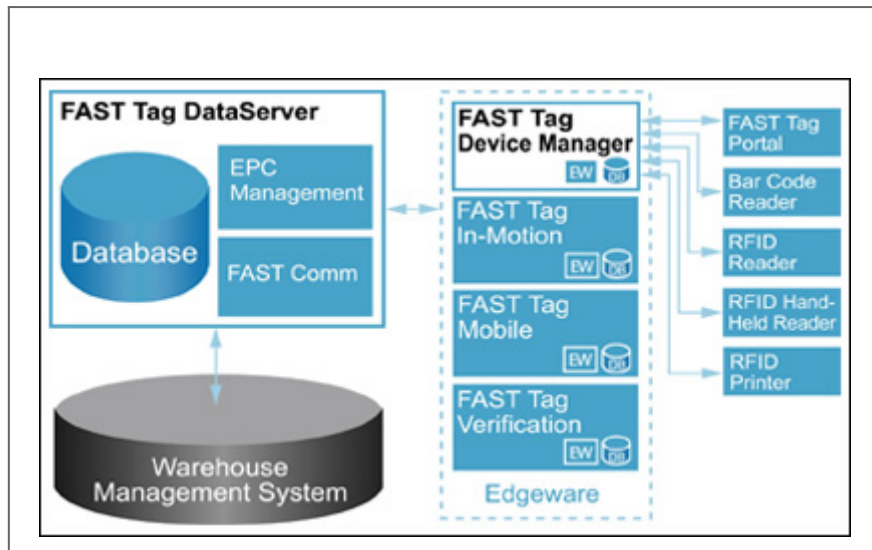 FAST Tag DataServer
Database
EPC
Management
FAST Comm
Warehouse
Management System
FAST Tag
Device Manager
EW DB
FAST Tag
In-Motion
EW DB
FAST Tag
Mobile
EW DB
FAST Tag
Verification
EW DB
Edgeware
FAST Tag
Portal
Bar Code
Reader
RFID
Reader
RFID Hand-
Held Reader
RFID
Printer